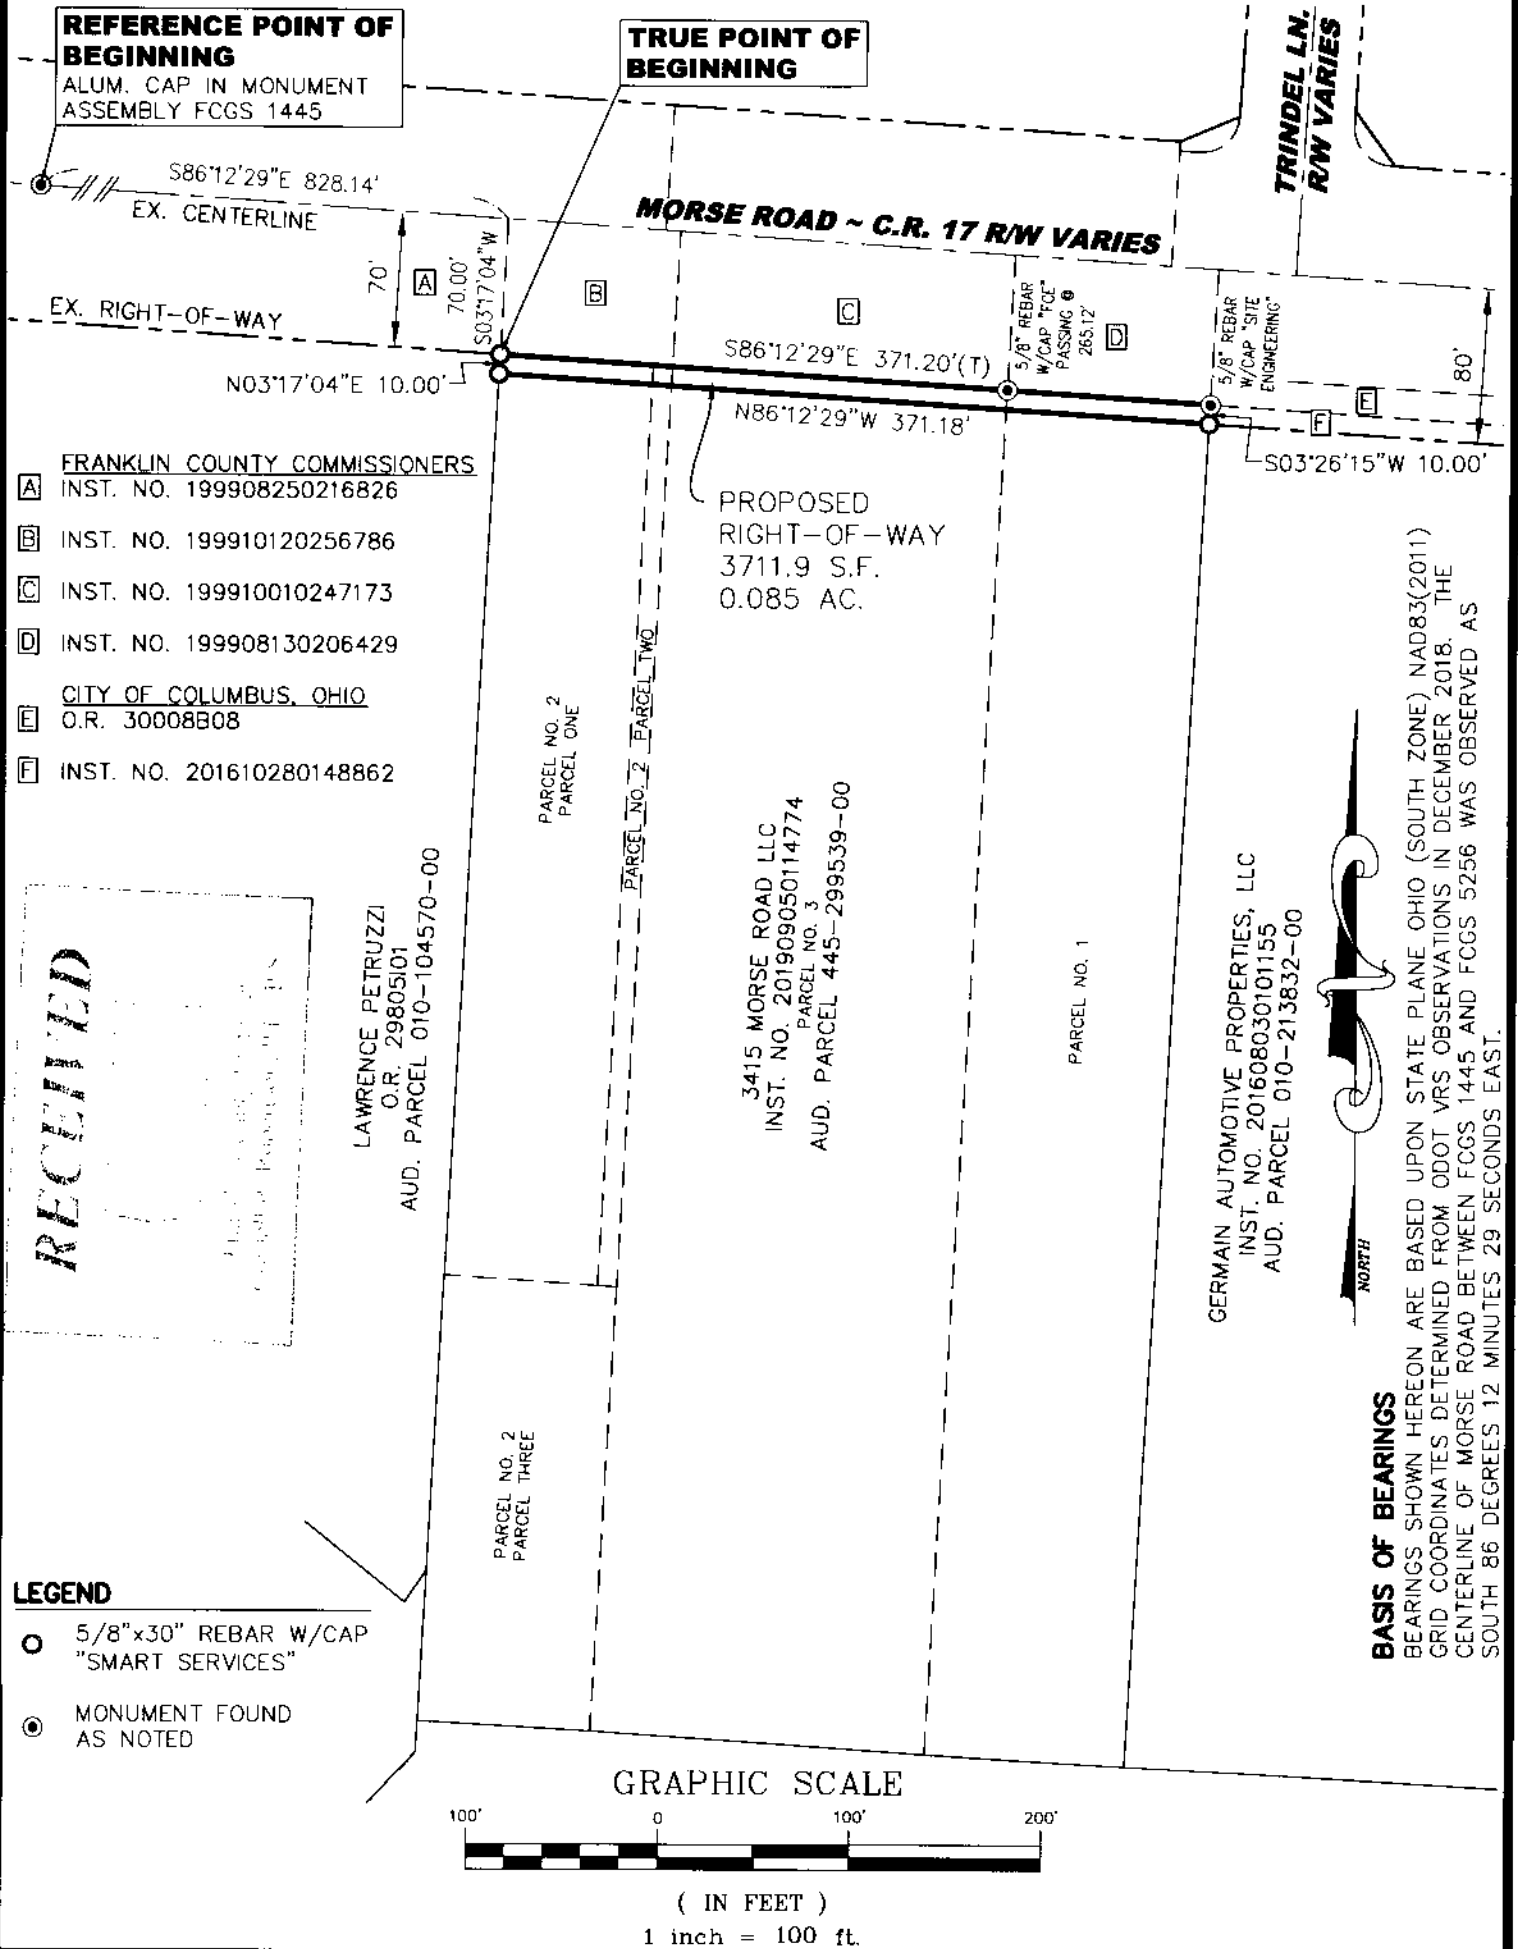 REFERENCE POINT OF
BEGINNING
ALUM. CAP IN MONUMENT
ASSEMBLY FCGS 1445
TRUE POINT OF
BEGINNING
TRINDEL LN.
R/W VARIES
S86°12'29"E 828.14'
EX. CENTERLINE
MORSE ROAD ~ C.R. 17 R/W VARIES
70'
A
70.00'
S03°17'04"W
B
C
5/8" REBAR
W/CAP "FCE"
PASSING @
265.12'
D
5/8" REBAR
W/CAP "SITE
ENGINEERING"
80'
EX. RIGHT-OF-WAY
S86°12'29"E 371.20'(T)
N03°17'04"E 10.00'
N86°12'29"W 371.18'
E
F
S03°26'15"W 10.00'
PROPOSED
RIGHT-OF-WAY
3711.9 S.F.
0.085 AC.
FRANKLIN COUNTY COMMISSIONERS
A INST. NO. 199908250216826
B INST. NO. 199910120256786
C INST. NO. 199910010247173
D INST. NO. 199908130206429
CITY OF COLUMBUS, OHIO
E O.R. 30008B08
F INST. NO. 201610280148862
PARCEL NO. 2
PARCEL ONE
PARCEL NO. 2 PARCEL TWO
LAWRENCE PETRUZZI
O.R. 29805I01
AUD. PARCEL 010-104570-00
3415 MORSE ROAD LLC
INST. NO. 201909050114774
PARCEL NO. 3
AUD. PARCEL 445-299539-00
PARCEL NO. 1
GERMAIN AUTOMOTIVE PROPERTIES, LLC
INST. NO. 201608030101155
AUD. PARCEL 010-213832-00
NORTH
RECEIVED
PARCEL NO. 2
PARCEL THREE
BASIS OF BEARINGS
BEARINGS SHOWN HEREON ARE BASED UPON STATE PLANE OHIO (SOUTH ZONE) NAD83(2011)
GRID COORDINATES DETERMINED FROM ODOT VRS OBSERVATIONS IN DECEMBER 2018. THE
CENTERLINE OF MORSE ROAD BETWEEN FCGS 1445 AND FCGS 5256 WAS OBSERVED AS
SOUTH 86 DEGREES 12 MINUTES 29 SECONDS EAST.
LEGEND
5/8"x30" REBAR W/CAP
"SMART SERVICES"
MONUMENT FOUND
AS NOTED
GRAPHIC SCALE
100' 0 100' 200'
( IN FEET )
1 inch = 100 ft.